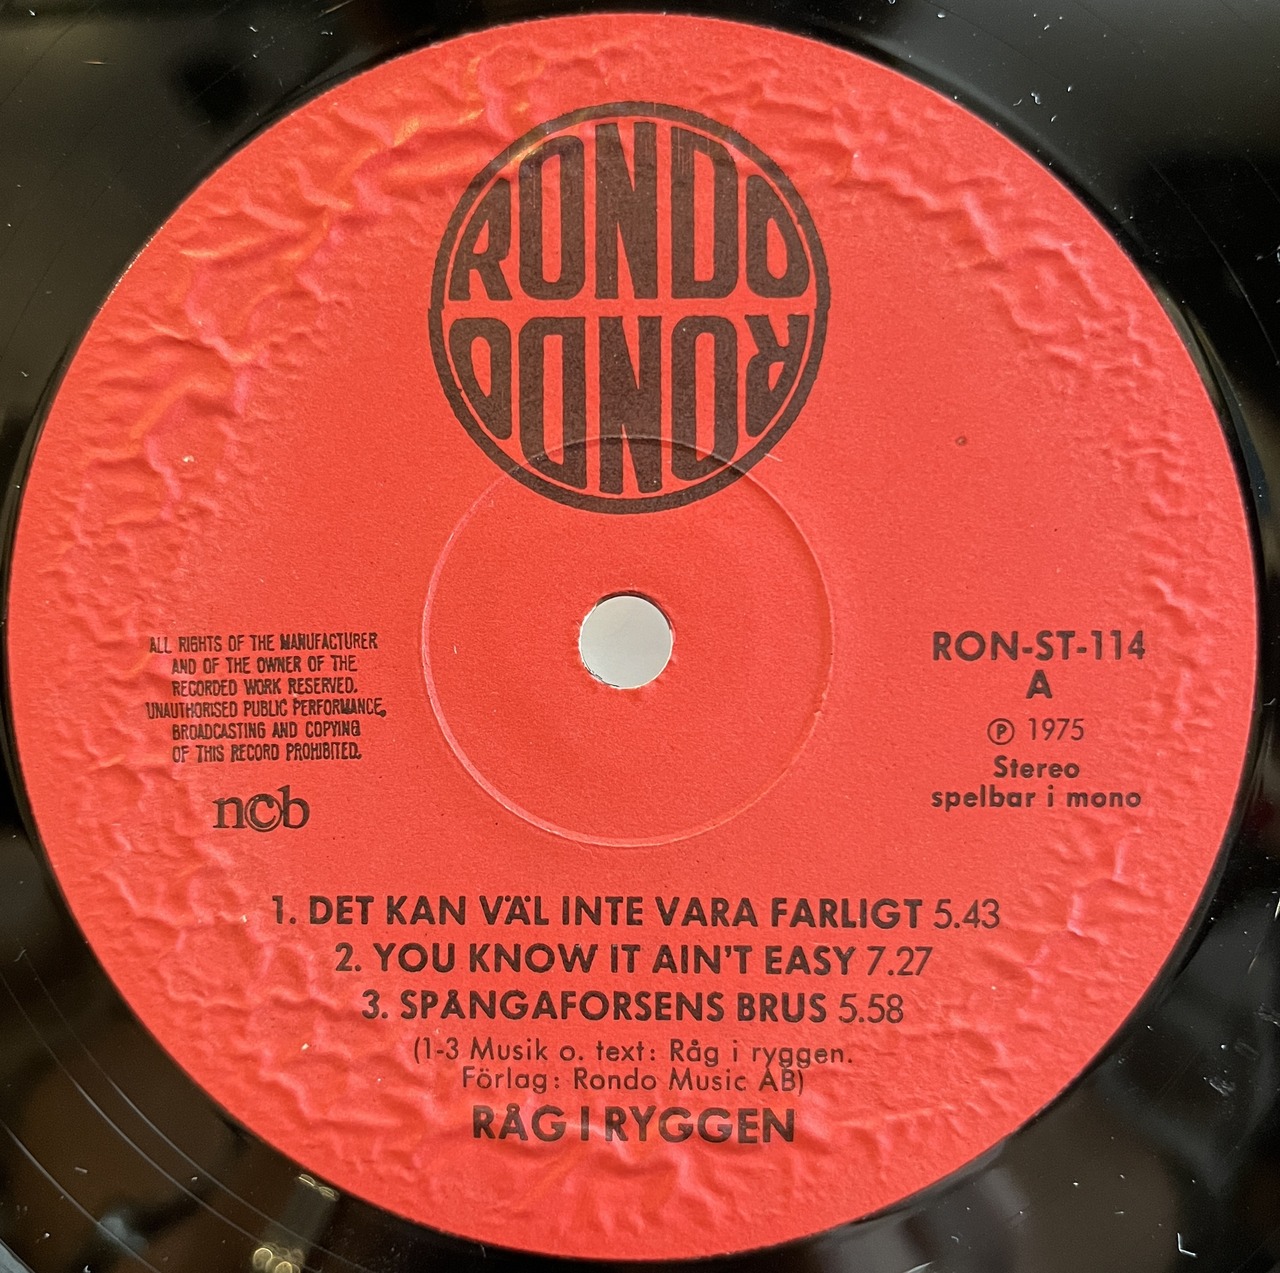 RONDO
RONDO
ALL RIGHTS OF THE MANUFACTURER
AND OF THE OWNER OF THE
RECORDED WORK RESERVED.
UNAUTHORISED PUBLIC PERFORMANCE,
BROADCASTING AND COPYING
OF THIS RECORD PROHIBITED.
ncb
RON-ST-114
A
Ⓟ 1975
Stereo
spelbar i mono
1. DET KAN VÄL INTE VARA FARLIGT 5.43
2. YOU KNOW IT AIN'T EASY 7.27
3. SPÅNGAFORSENS BRUS 5.58
(1-3 Musik o. text: Råg i ryggen.
Förlag: Rondo Music AB)
RÅG I RYGGEN